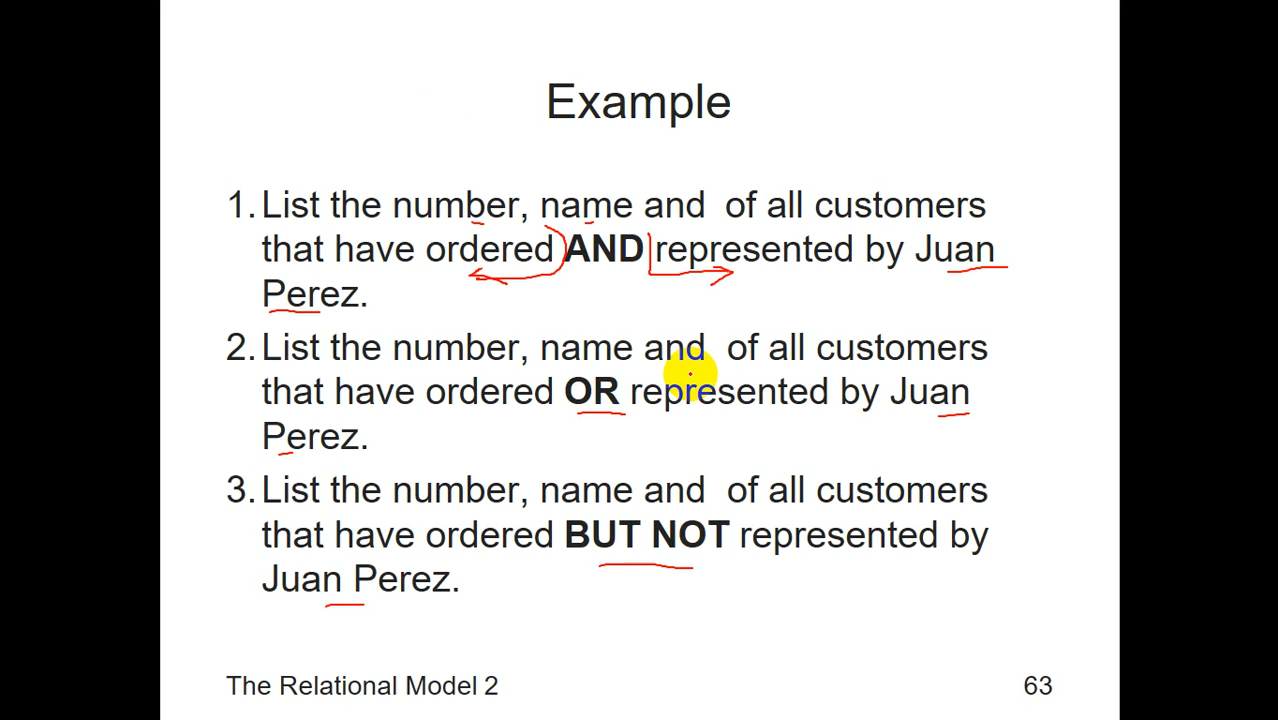 Example
1. List the number, name and of all customers
that have ordered AND represented by Juan
Perez.
2. List the number, name and of all customers
that have ordered OR represented by Juan
Perez.
3. List the number, name and of all customers
that have ordered BUT NOT represented by
Juan Perez.
The Relational Model 2
63